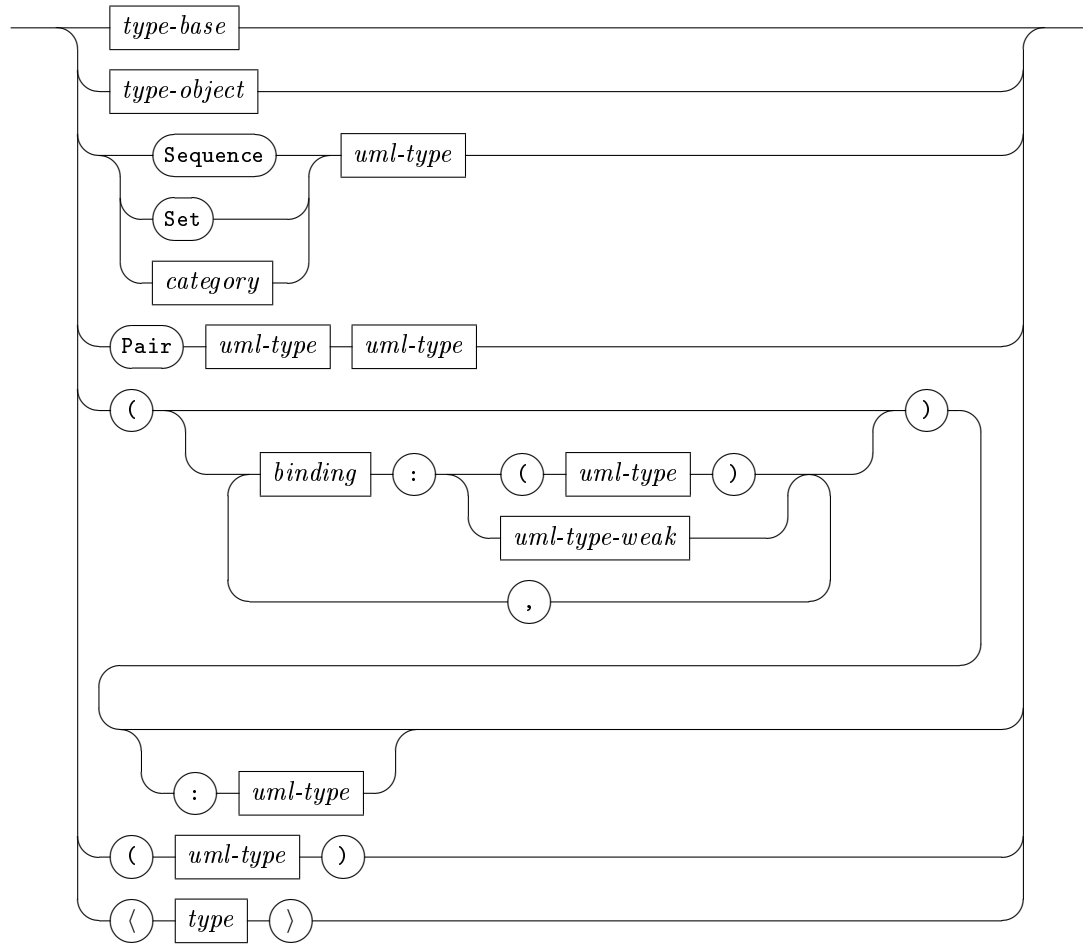 type-base
type-object
Sequence uml-type
Set
category
Pair uml-type uml-type
( )
binding : ( uml-type )
uml-type-weak
,
: uml-type
( uml-type )
⟨ type ⟩